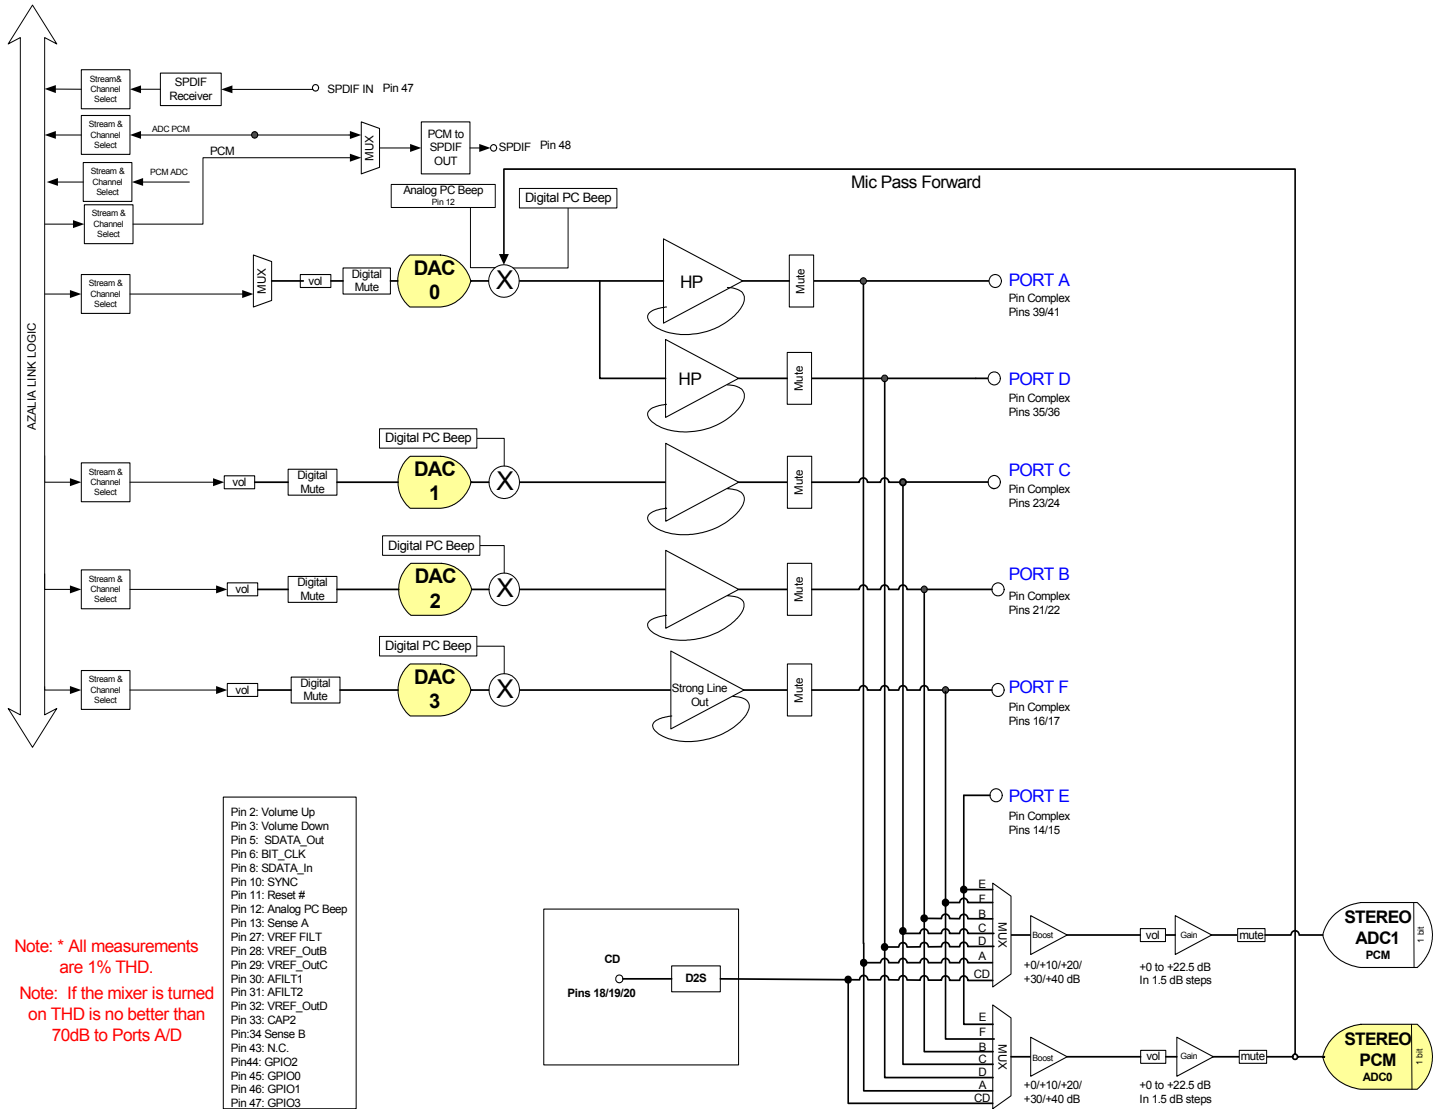 Stream&
Channel
Select
SPDIF
Receiver
SPDIF IN Pin 47
Stream &
Channel
Select
ADC PCM
MUX
PCM to
SPDIF
OUT
SPDIF Pin 48
PCM
Stream &
Channel
Select
PCM ADC
Stream &
Channel
Select
Analog PC Beep
Pin 12
Digital PC Beep
Mic Pass Forward
AZALIA LINK LOGIC
Stream &
Channel
Select
MUX
vol
Digital
Mute
DAC
0
X
HP
Mute
PORT A
Pin Complex
Pins 39/41
HP
Mute
PORT D
Pin Complex
Pins 35/36
Digital PC Beep
Stream &
Channel
Select
vol
Digital
Mute
DAC
1
X
Mute
PORT C
Pin Complex
Pins 23/24
Digital PC Beep
Stream &
Channel
Select
vol
Digital
Mute
DAC
2
X
Mute
PORT B
Pin Complex
Pins 21/22
Digital PC Beep
Stream &
Channel
Select
vol
Digital
Mute
DAC
3
X
Strong Line
Out
Mute
PORT F
Pin Complex
Pins 16/17
PORT E
Pin Complex
Pins 14/15
Pin 2: Volume Up
Pin 3: Volume Down
Pin 5: SDATA_Out
Pin 6: BIT_CLK
Pin 8: SDATA_In
Pin 10: SYNC
Pin 11: Reset #
Pin 12: Analog PC Beep
Pin 13: Sense A
Pin 27: VREF FILT
Pin 28: VREF_OutB
Pin 29: VREF_OutC
Pin 30: AFILT1
Pin 31: AFILT2
Pin 32: VREF_OutD
Pin 33: CAP2
Pin:34 Sense B
Pin 43: N.C.
Pin44: GPIO2
Pin 45: GPIO0
Pin 46: GPIO1
Pin 47: GPIO3
Note: * All measurements
are 1% THD.
Note: If the mixer is turned
on THD is no better than
70dB to Ports A/D
CD
Pins 18/19/20
D2S
E
F
B
C
D
A
CD
MUX
Boost
+0/+10/+20/
+30/+40 dB
vol
Gain
+0 to +22.5 dB
In 1.5 dB steps
mute
STEREO
ADC1
PCM
1 bit
E
F
B
C
D
A
CD
MUX
Boost
+0/+10/+20/
+30/+40 dB
vol
Gain
+0 to +22.5 dB
In 1.5 dB steps
mute
STEREO
PCM
ADC0
1 bit